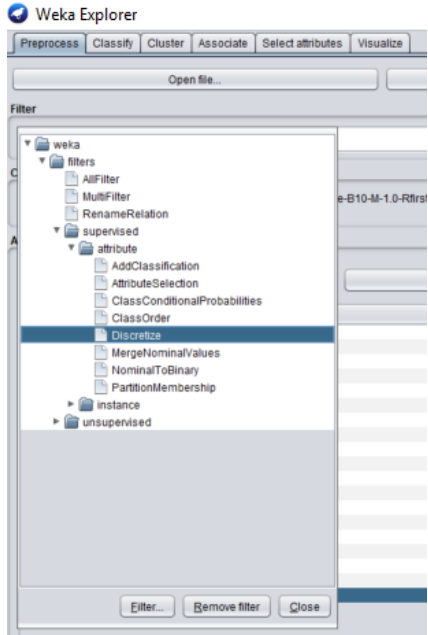 Weka Explorer
Preprocess Classify Cluster Associate Select attributes Visualize
Open file...
Filter
weka
filters
AllFilter
MultiFilter
RenameRelation
supervised
attribute
AddClassification
AttributeSelection
ClassConditionalProbabilities
ClassOrder
Discretize
MergeNominalValues
NominalToBinary
PartitionMembership
instance
unsupervised
C
e-B10-M-1.0-Rfirst
A
Filter... Remove filter Close